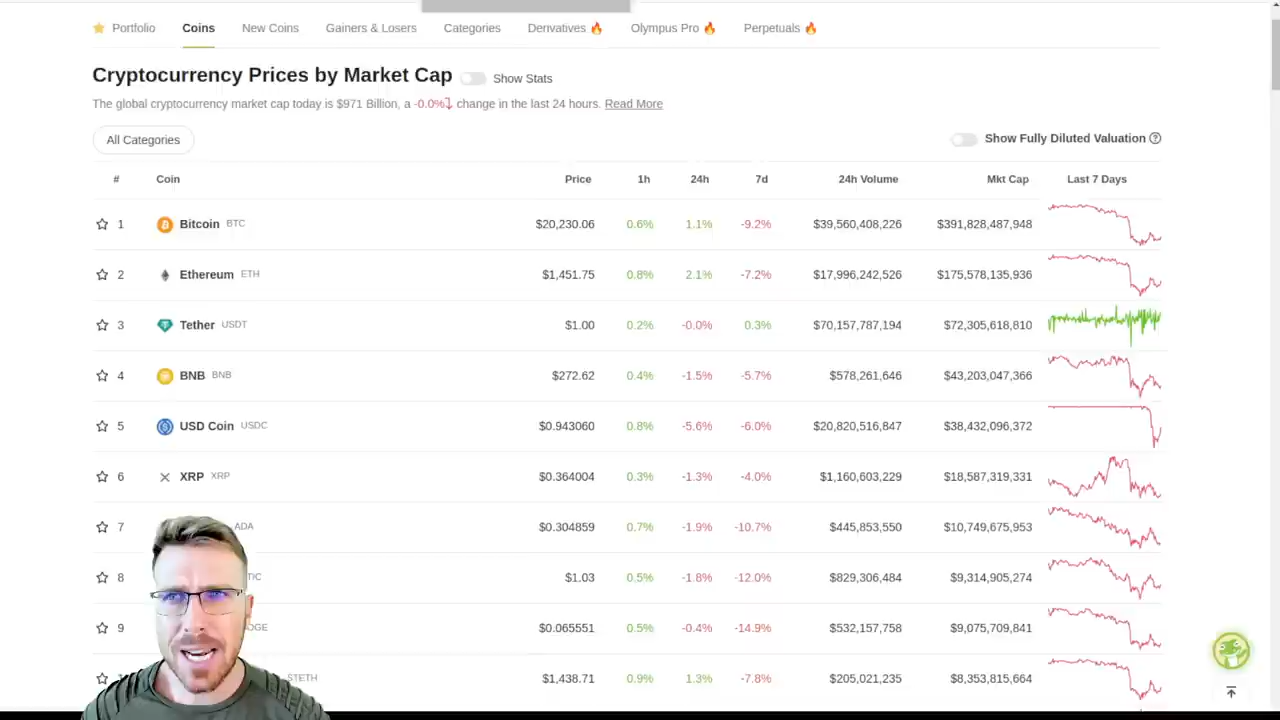 Portfolio Coins New Coins Gainers & Losers Categories Derivatives 🔥 Olympus Pro 🔥 Perpetuals 🔥
Cryptocurrency Prices by Market Cap Show Stats
The global cryptocurrency market cap today is $971 Billion, a -0.0% change in the last 24 hours. Read More
All Categories Show Fully Diluted Valuation
# Coin Price 1h 24h 7d 24h Volume Mkt Cap Last 7 Days
1 Bitcoin BTC $20,230.06 0.6% 1.1% -9.2% $39,560,408,226 $391,828,487,948
2 Ethereum ETH $1,451.75 0.8% 2.1% -7.2% $17,996,242,526 $175,578,135,936
3 Tether USDT $1.00 0.2% -0.0% 0.3% $70,157,787,194 $72,305,618,810
4 BNB BNB $272.62 0.4% -1.5% -5.7% $578,261,646 $43,203,047,366
5 USD Coin USDC $0.943060 0.8% -5.6% -6.0% $20,820,516,847 $38,432,096,372
6 XRP XRP $0.364004 0.3% -1.3% -4.0% $1,160,603,229 $18,587,319,331
7 ADA $0.304859 0.7% -1.9% -10.7% $445,853,550 $10,749,675,953
8 $1.03 0.5% -1.8% -12.0% $829,306,484 $9,314,905,274
9 $0.065551 0.5% -0.4% -14.9% $532,157,758 $9,075,709,841
STETH $1,438.71 0.9% 1.3% -7.8% $205,021,235 $8,353,815,664